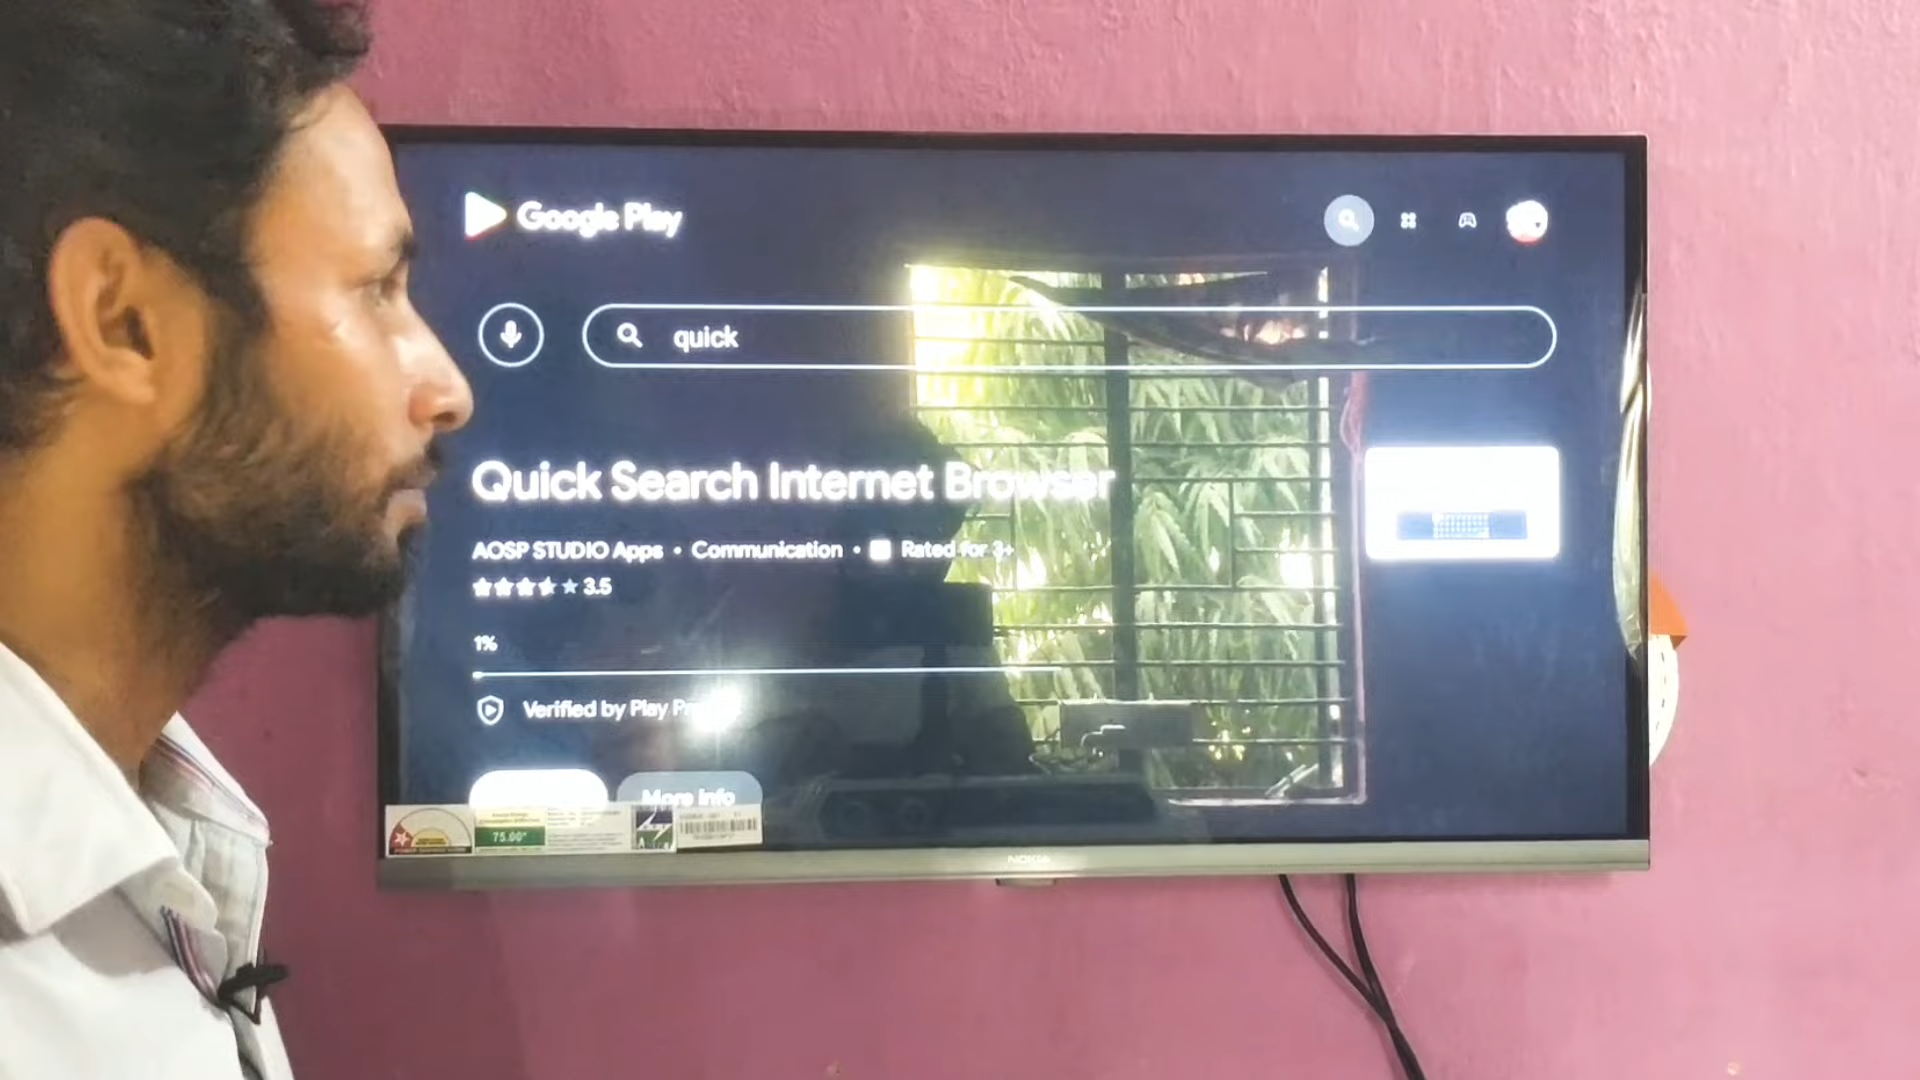 Google Play
quick
Quick Search Internet Browser
AOSP STUDIO Apps • Communication • Rated for 3+
3.5
1%
Verified by Play
More Info
75.00
NOKIA